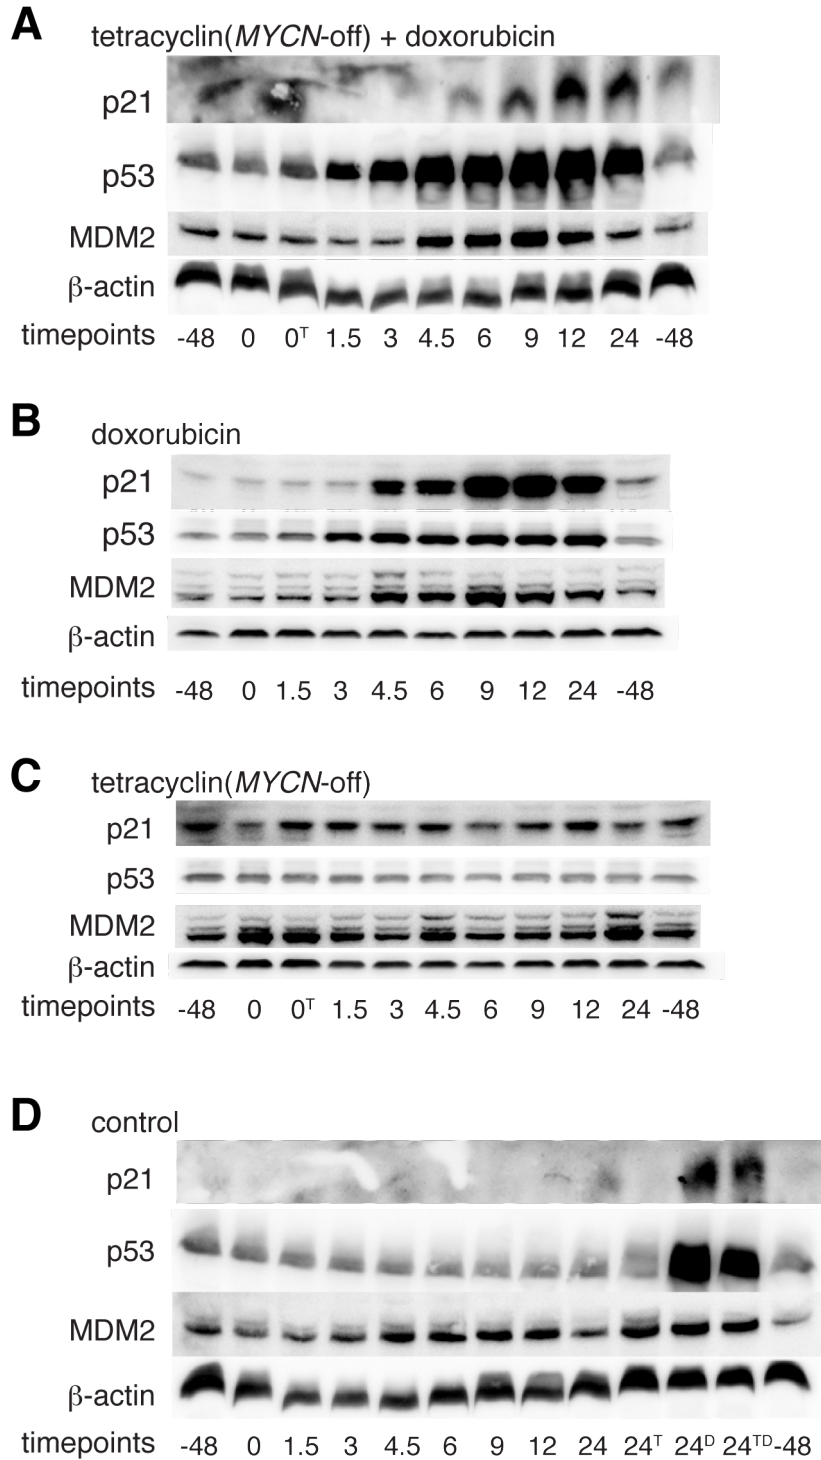 A
tetracyclin(MYCN-off) + doxorubicin
p21
p53
MDM2
β-actin
timepoints -48 0 0ᵀ 1.5 3 4.5 6 9 12 24 -48
B
doxorubicin
p21
p53
MDM2
β-actin
timepoints -48 0 1.5 3 4.5 6 9 12 24 -48
C
tetracyclin(MYCN-off)
p21
p53
MDM2
β-actin
timepoints -48 0 0ᵀ 1.5 3 4.5 6 9 12 24 -48
D
control
p21
p53
MDM2
β-actin
timepoints -48 0 1.5 3 4.5 6 9 12 24 24ᵀ 24ᴰ 24ᵀᴰ -48